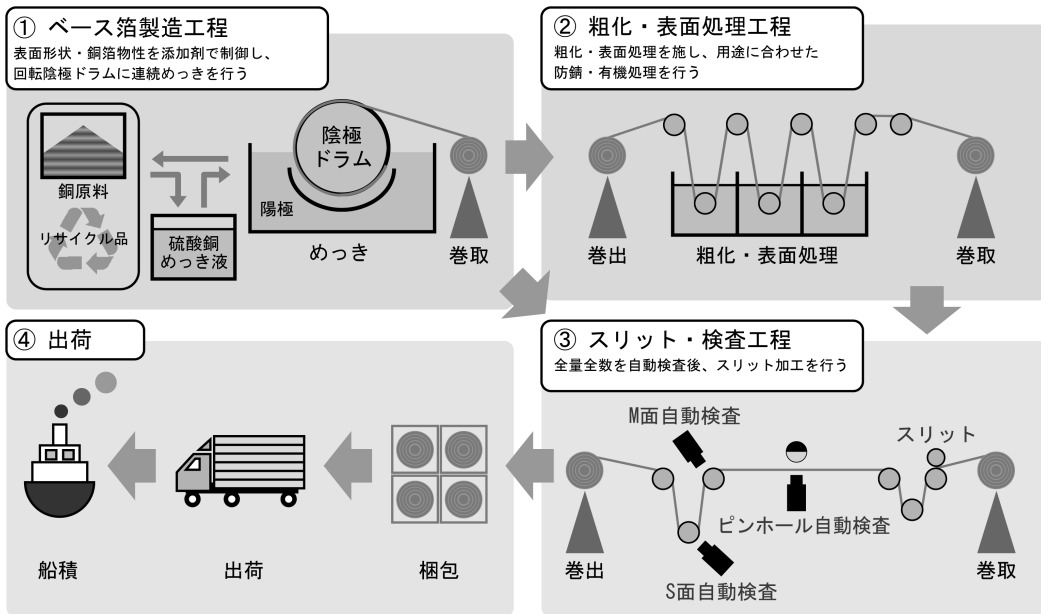 ① ベース箔製造工程
表面形状・銅箔物性を添加剤で制御し、
回転陰極ドラムに連続めっきを行う
銅原料
リサイクル品
硫酸銅
めっき液
陰極
ドラム
陽極
めっき
巻取
② 粗化・表面処理工程
粗化・表面処理を施し、用途に合わせた
防錆・有機処理を行う
巻出
粗化・表面処理
巻取
③ スリット・検査工程
全量全数を自動検査後、スリット加工を行う
M面自動検査
スリット
ピンホール自動検査
S面自動検査
巻出
巻取
④ 出荷
船積
出荷
梱包